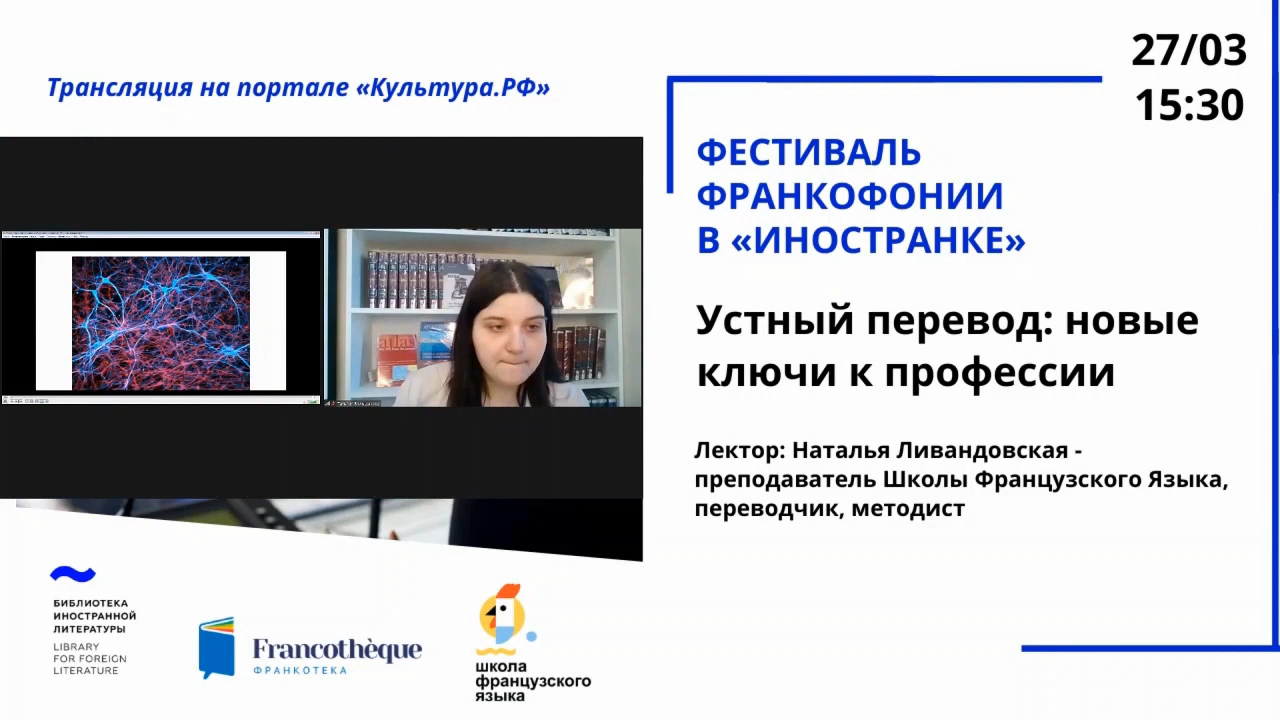 Трансляция на портале «Культура.РФ»
27/03
15:30
ФЕСТИВАЛЬ
ФРАНКОФОНИИ
В «ИНОСТРАНКЕ»
Устный перевод: новые
ключи к профессии
Лектор: Наталья Ливандовская -
преподаватель Школы Французского Языка,
переводчик, методист
atlas
БИБЛИОТЕКА
ИНОСТРАННОЙ
ЛИТЕРАТУРЫ
LIBRARY
FOR FOREIGN
LITERATURE
Francothèque
ФРАНКОТЕКА
школа
французского
языка